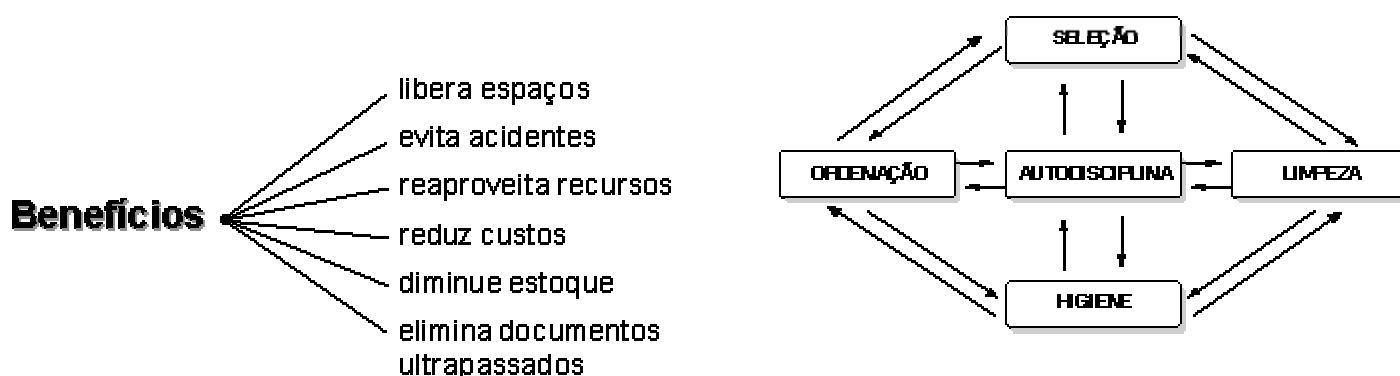 Benefícios
libera espaços
evita acidentes
reaproveita recursos
reduz custos
diminue estoque
elimina documentos
ultrapassados
SELEÇÃO
ORDENAÇÃO
AUTODISCIPLINA
LIMPEZA
HIGIENE